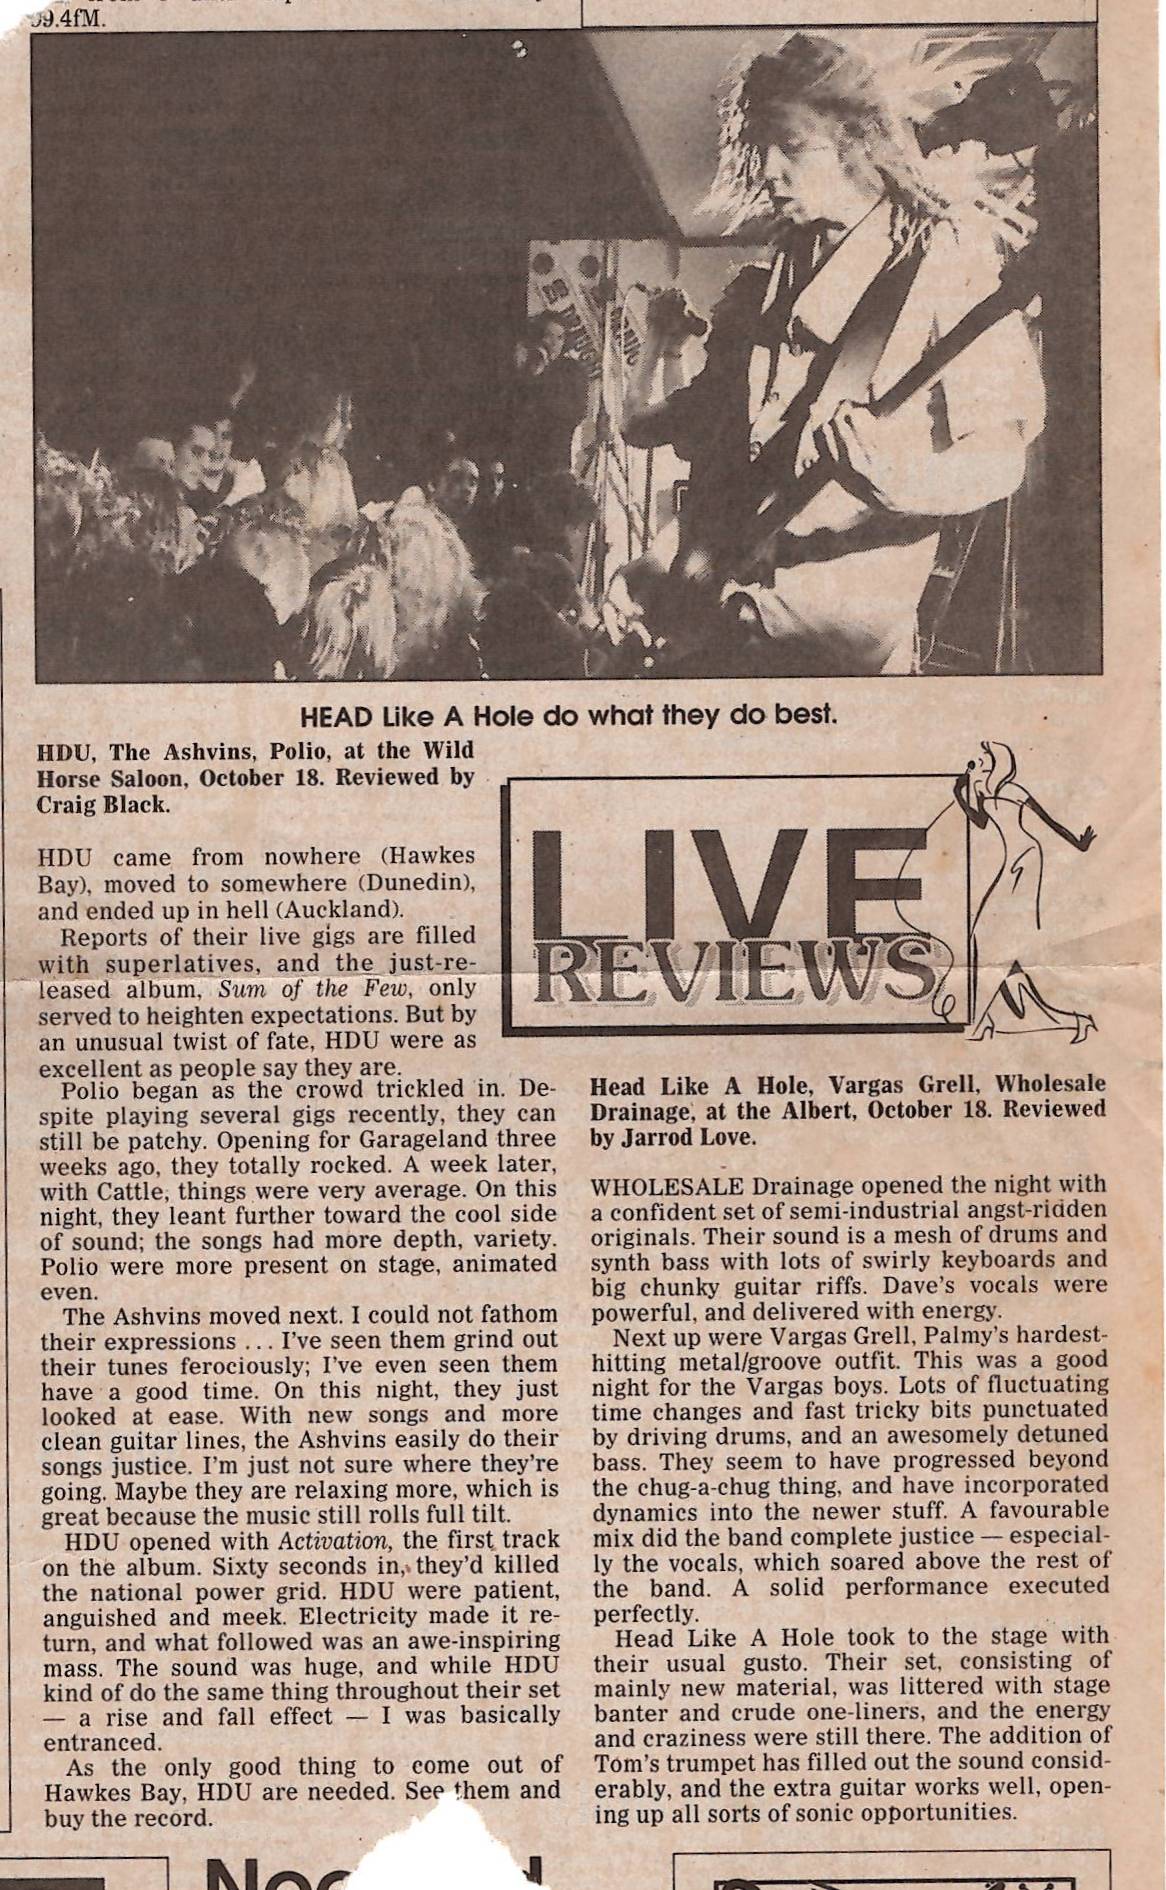 99.4fM.
HEAD Like A Hole do what they do best.
HDU, The Ashvins, Polio, at the Wild
Horse Saloon, October 18. Reviewed by
Craig Black.
HDU came from nowhere (Hawkes
Bay), moved to somewhere (Dunedin),
and ended up in hell (Auckland).
Reports of their live gigs are filled
with superlatives, and the just-re-
leased album, Sum of the Few, only
served to heighten expectations. But by
an unusual twist of fate, HDU were as
excellent as people say they are.
Polio began as the crowd trickled in. De-
spite playing several gigs recently, they can
still be patchy. Opening for Garageland three
weeks ago, they totally rocked. A week later,
with Cattle, things were very average. On this
night, they leant further toward the cool side
of sound; the songs had more depth, variety.
Polio were more present on stage, animated
even.
The Ashvins moved next. I could not fathom
their expressions ... I've seen them grind out
their tunes ferociously; I've even seen them
have a good time. On this night, they just
looked at ease. With new songs and more
clean guitar lines, the Ashvins easily do their
songs justice. I'm just not sure where they're
going. Maybe they are relaxing more, which is
great because the music still rolls full tilt.
HDU opened with Activation, the first track
on the album. Sixty seconds in, they'd killed
the national power grid. HDU were patient,
anguished and meek. Electricity made it re-
turn, and what followed was an awe-inspiring
mass. The sound was huge, and while HDU
kind of do the same thing throughout their set
— a rise and fall effect — I was basically
entranced.
As the only good thing to come out of
Hawkes Bay, HDU are needed. See them and
buy the record.
LIVE
REVIEWS
Head Like A Hole, Vargas Grell, Wholesale
Drainage, at the Albert, October 18. Reviewed
by Jarrod Love.
WHOLESALE Drainage opened the night with
a confident set of semi-industrial angst-ridden
originals. Their sound is a mesh of drums and
synth bass with lots of swirly keyboards and
big chunky guitar riffs. Dave's vocals were
powerful, and delivered with energy.
Next up were Vargas Grell, Palmy's hardest-
hitting metal/groove outfit. This was a good
night for the Vargas boys. Lots of fluctuating
time changes and fast tricky bits punctuated
by driving drums, and an awesomely detuned
bass. They seem to have progressed beyond
the chug-a-chug thing, and have incorporated
dynamics into the newer stuff. A favourable
mix did the band complete justice — especial-
ly the vocals, which soared above the rest of
the band. A solid performance executed
perfectly.
Head Like A Hole took to the stage with
their usual gusto. Their set, consisting of
mainly new material, was littered with stage
banter and crude one-liners, and the energy
and craziness were still there. The addition of
Tom's trumpet has filled out the sound consid-
erably, and the extra guitar works well, open-
ing up all sorts of sonic opportunities.